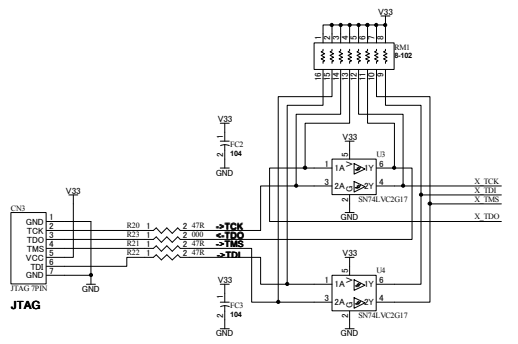 V33
1 2 3 4 5 6 7 8
RM1
8-102
16 15 14 13 12 11 10 9
V33
1
FC2
104
2
GND
V33
5
U3
1 1A V 1Y 6
3 2A G 2Y 4
2
SN74LVC2G17
GND
X_TCK
X_TDI
X_TMS
X_TDO
CN3
V33
GND 1
TCK 2
TDO 3
TMS 4
VCC 5
TDI 6
GND 7
JTAG 7PIN
GND
JTAG
R20 1 2 47R ->TCK
R23 1 2 000 <-TDO
R21 1 2 47R ->TMS
R22 1 2 47R ->TDI
V33
1
FC3
104
2
GND
V33
5
U4
1 1A V 1Y 6
3 2A G 2Y 4
2
SN74LVC2G17
GND